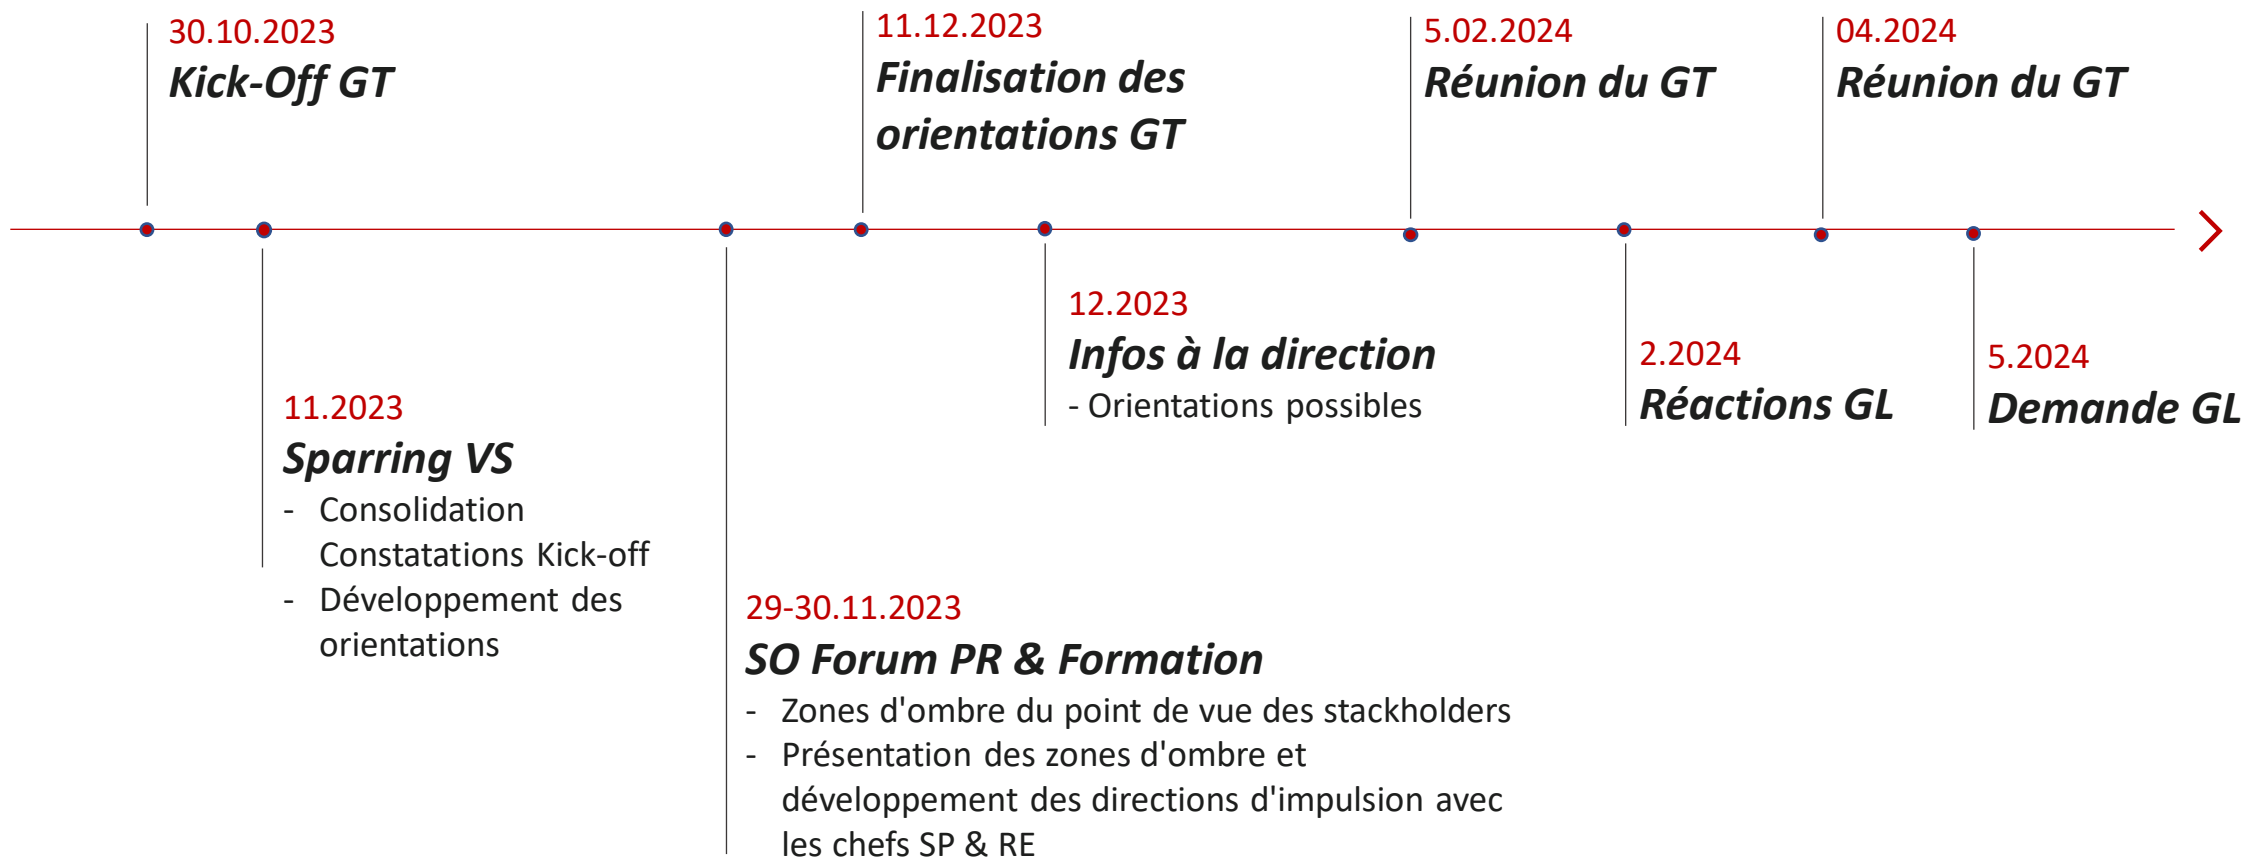 30.10.2023
Kick-Off GT
11.12.2023
Finalisation des
orientations GT
5.02.2024
Réunion du GT
04.2024
Réunion du GT
11.2023
Sparring VS
- Consolidation
Constatations Kick-off
- Développement des
orientations
29-30.11.2023
SO Forum PR & Formation
- Zones d'ombre du point de vue des stackholders
- Présentation des zones d'ombre et
développement des directions d'impulsion avec
les chefs SP & RE
12.2023
Infos à la direction
- Orientations possibles
2.2024
Réactions GL
5.2024
Demande GL